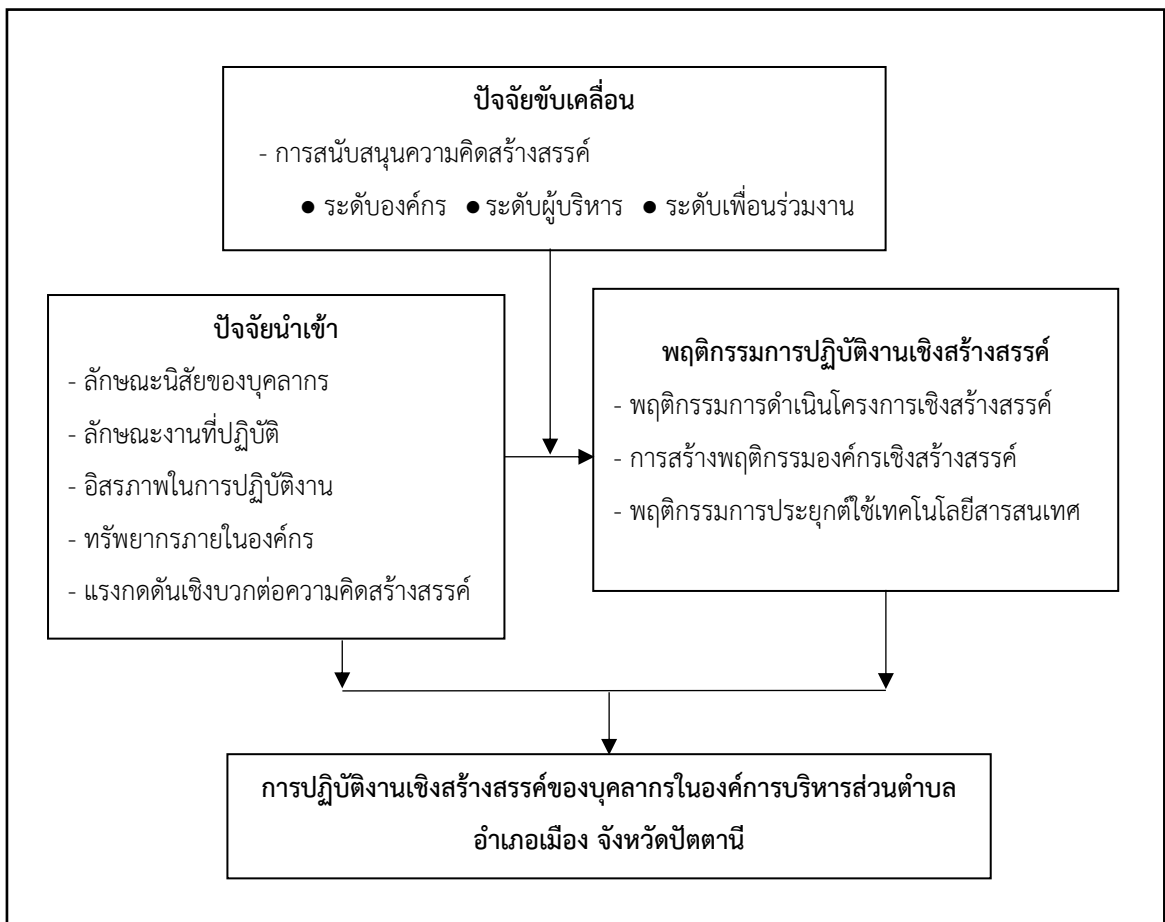 ปัจจัยขับเคลื่อน
- การสนับสนุนความคิดสร้างสรรค์
● ระดับองค์กร ● ระดับผู้บริหาร ● ระดับเพื่อนร่วมงาน
ปัจจัยนำเข้า
- ลักษณะนิสัยของบุคลากร
- ลักษณะงานที่ปฏิบัติ
- อิสรภาพในการปฏิบัติงาน
- ทรัพยากรภายในองค์กร
- แรงกดดันเชิงบวกต่อความคิดสร้างสรรค์
พฤติกรรมการปฏิบัติงานเชิงสร้างสรรค์
- พฤติกรรมการดำเนินโครงการเชิงสร้างสรรค์
- การสร้างพฤติกรรมองค์กรเชิงสร้างสรรค์
- พฤติกรรมการประยุกต์ใช้เทคโนโลยีสารสนเทศ
การปฏิบัติงานเชิงสร้างสรรค์ของบุคลากรในองค์การบริหารส่วนตำบล
อำเภอเมือง จังหวัดปัตตานี